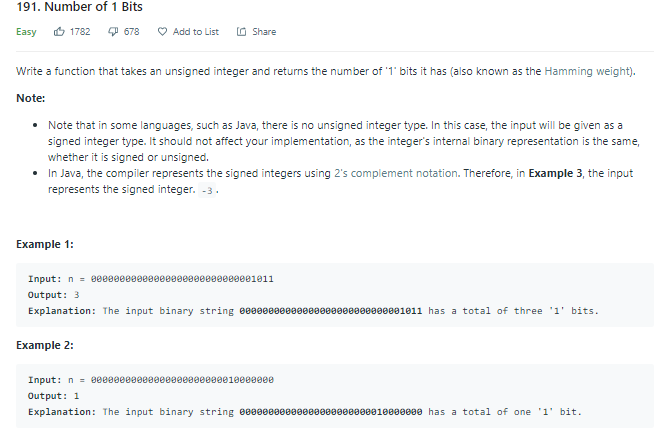 191. Number of 1 Bits
Easy 1782 678 Add to List Share
Write a function that takes an unsigned integer and returns the number of '1' bits it has (also known as the Hamming weight).
Note:
• Note that in some languages, such as Java, there is no unsigned integer type. In this case, the input will be given as a
signed integer type. It should not affect your implementation, as the integer's internal binary representation is the same,
whether it is signed or unsigned.
• In Java, the compiler represents the signed integers using 2's complement notation. Therefore, in Example 3, the input
represents the signed integer. -3.
Example 1:
Input: n = 00000000000000000000000000001011
Output: 3
Explanation: The input binary string 00000000000000000000000000001011 has a total of three '1' bits.
Example 2:
Input: n = 00000000000000000000000010000000
Output: 1
Explanation: The input binary string 00000000000000000000000010000000 has a total of one '1' bit.